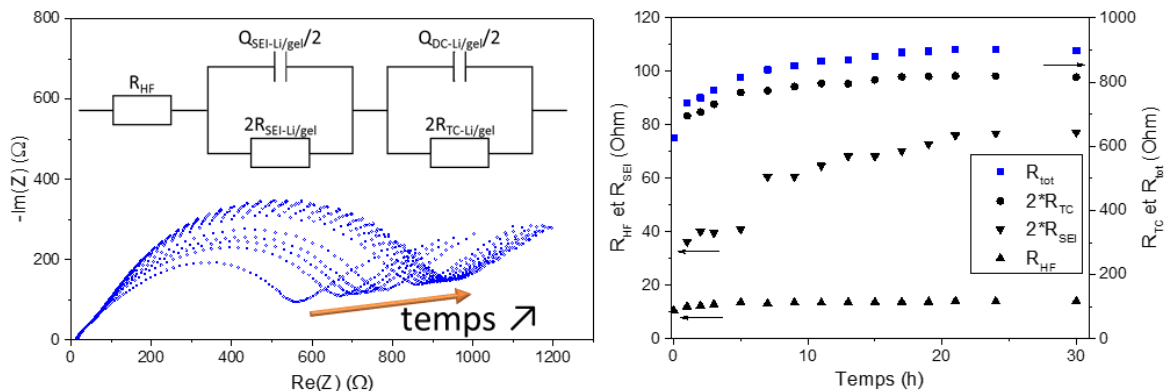 800
600
400
200
0
-Im(Z) (Ω)
0 200 400 600 800 1000 1200
Re(Z) (Ω)
Q_SEI-Li/gel/2
Q_DC-Li/gel/2
R_HF
2R_SEI-Li/gel
2R_TC-Li/gel
temps ↗
120
100
80
60
40
20
0
R_HF et R_SEI (Ohm)
0 10 20 30
Temps (h)
R_tot
2*R_TC
2*R_SEI
R_HF
1000
800
600
400
200
0
R_TC et R_tot (Ohm)